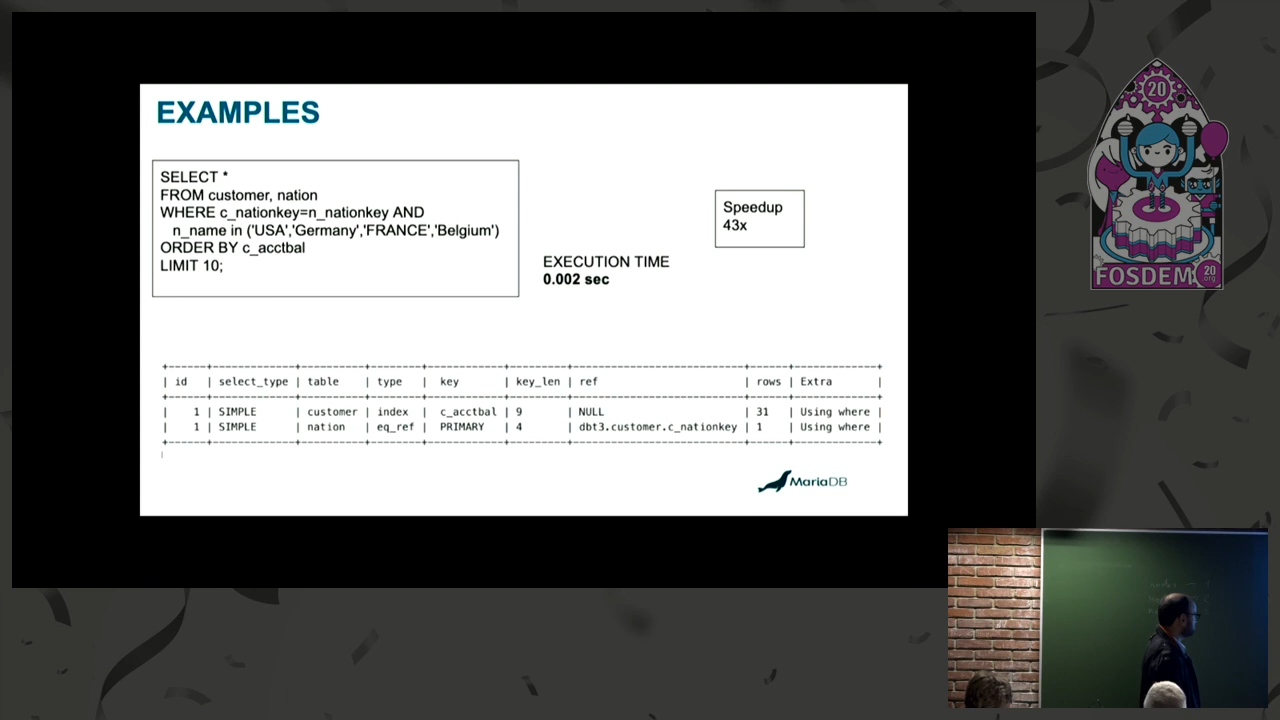 EXAMPLES
SELECT *
FROM customer, nation
WHERE c_nationkey=n_nationkey AND
n_name in ('USA','Germany','FRANCE','Belgium')
ORDER BY c_acctbal
LIMIT 10;
Speedup
43x
EXECUTION TIME
0.002 sec
+------+-------------+----------+--------+----------+---------+--------------------------+------+-------------+
| id | select_type | table | type | key | key_len | ref | rows | Extra |
+------+-------------+----------+--------+----------+---------+--------------------------+------+-------------+
| 1 | SIMPLE | customer | index | c_acctbal | 9 | NULL | 31 | Using where |
| 1 | SIMPLE | nation | eq_ref | PRIMARY | 4 | dbt3.customer.c_nationkey | 1 | Using where |
+------+-------------+----------+--------+----------+---------+--------------------------+------+-------------+
MariaDB
20
FOSDEM
20
.org